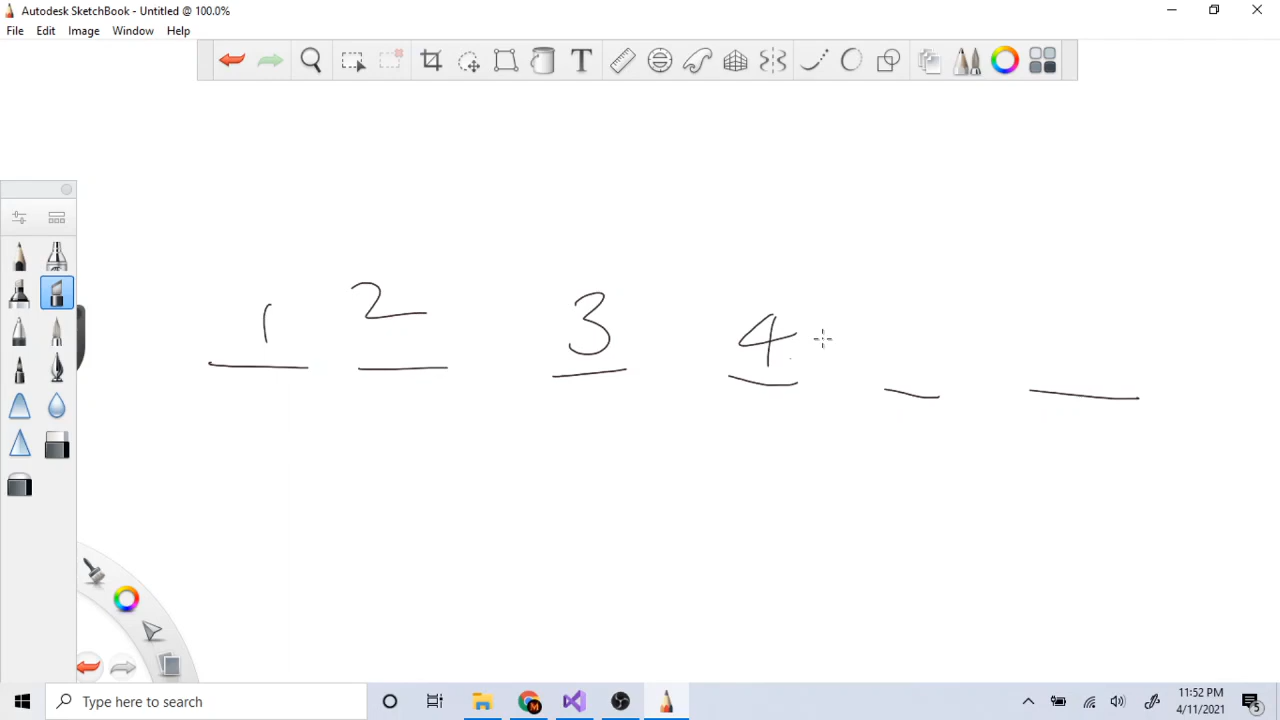 Autodesk SketchBook - Untitled @ 100.0%
File Edit Image Window Help
T
1 2 3 4
Type here to search
11:52 PM
4/11/2021
5